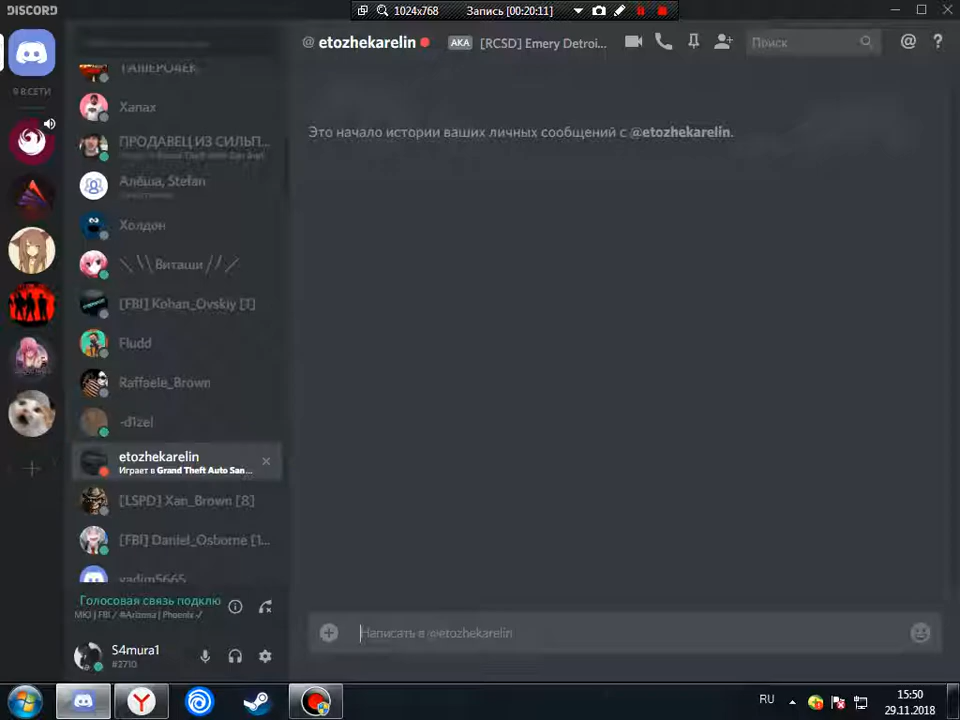 DISCORD
1024x768
Запись [00:20:11]
@ etozhekarelin
AKA
[RCSD] Emery Detroi...
Поиск
9 В СЕТИ
ТАШЕРО4ЕК
Хапах
ПРОДАВЕЦ ИЗ СИЛЬП...
Алёша, Stefan
Холдон
\ \\ Виташи // /
[FBI] Kohan_Ovskiy [1]
Fludd
Raffaele_Brown
-d1zel
etozhekarelin
Играет в Grand Theft Auto San...
[LSPD] Xan_Brown [8]
[FBI] Daniel_Osborne [1...
vadim5665
Это начало истории ваших личных сообщений с @etozhekarelin.
Написать в @etozhekarelin
Голосовая связь подклю
МЮ | FBI / #Arizona | Phoenix ✓
S4mura1
#2710
RU
15:50
29.11.2018